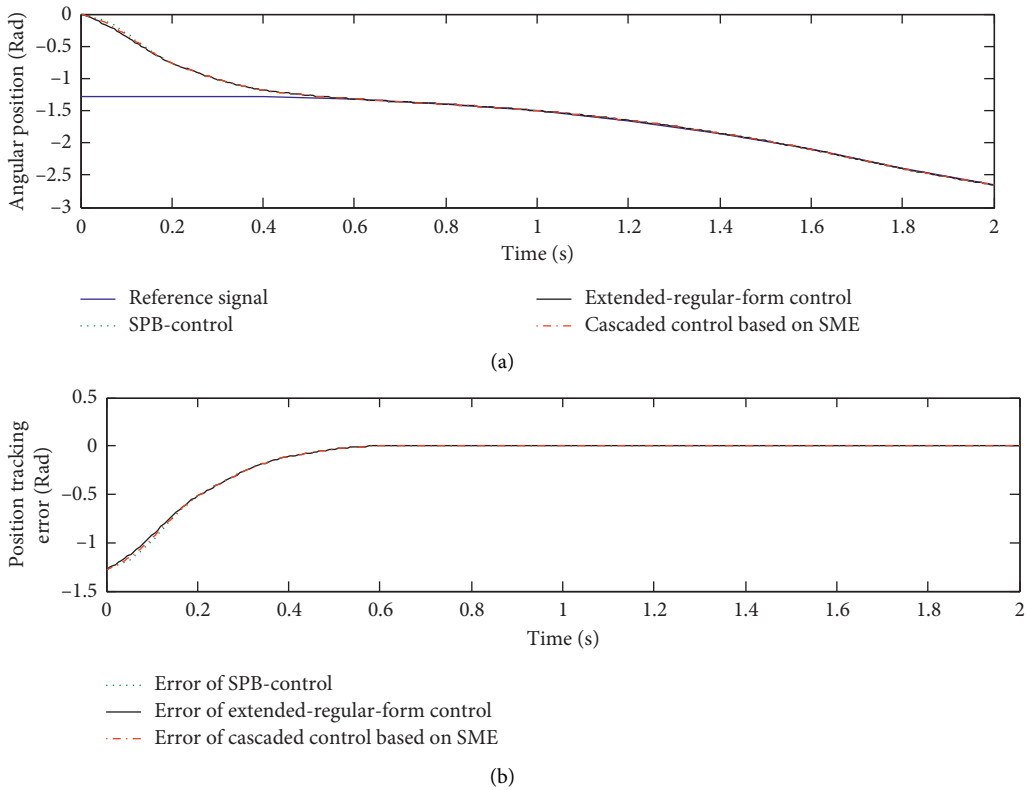 0
–0.5
–1
–1.5
–2
–2.5
–3
Angular position (Rad)
0 0.2 0.4 0.6 0.8 1 1.2 1.4 1.6 1.8 2
Time (s)
Reference signal
SPB-control
Extended-regular-form control
Cascaded control based on SME
(a)
0.5
0
–0.5
–1
–1.5
Position tracking
error (Rad)
0 0.2 0.4 0.6 0.8 1 1.2 1.4 1.6 1.8 2
Time (s)
Error of SPB-control
Error of extended-regular-form control
Error of cascaded control based on SME
(b)